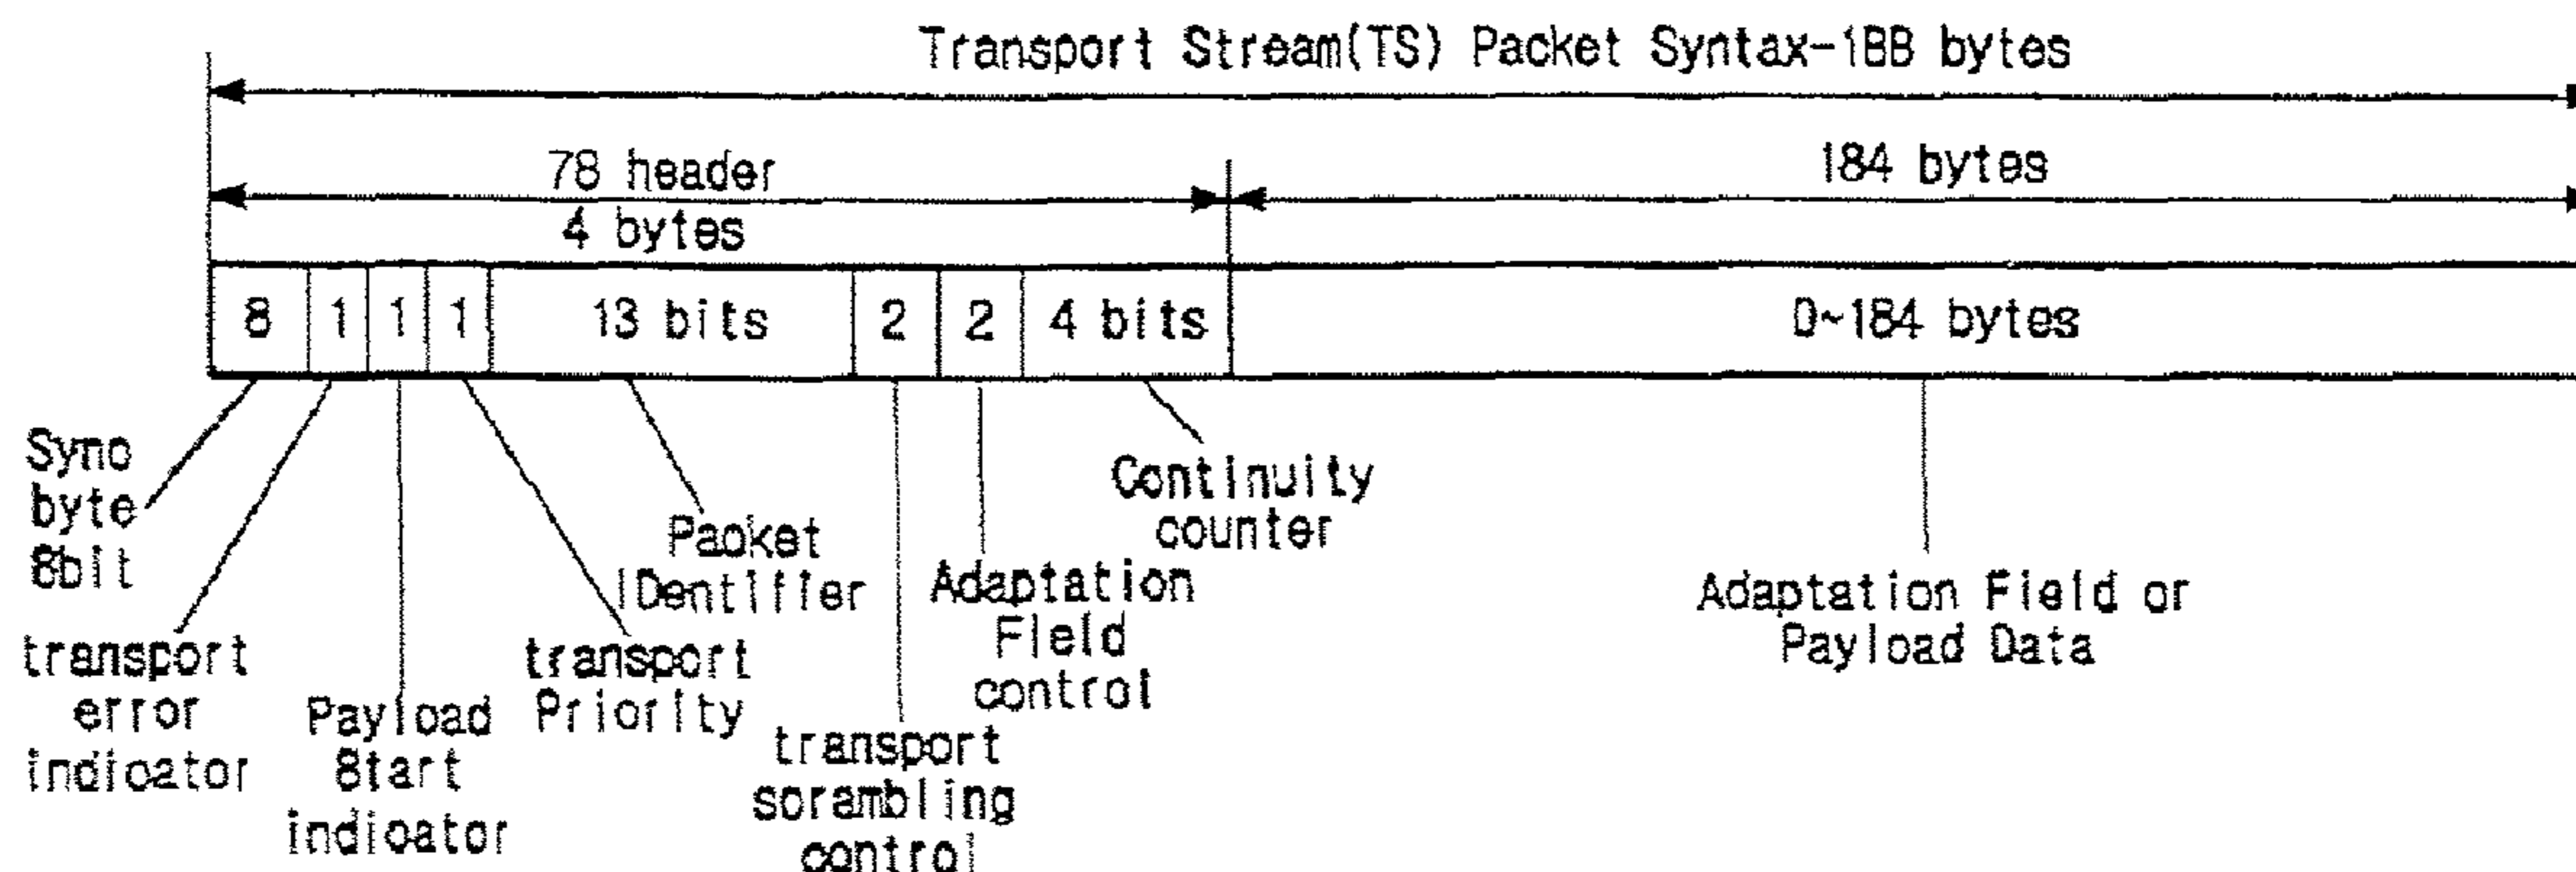 Transport Stream(TS) Packet Syntax-188 bytes
78 header
184 bytes
4 bytes
8 1 1 1 13 bits 2 2 4 bits 0~184 bytes
Sync
byte
8bit
transport
error
indicator
Payload
Start
indicator
transport
Priority
Packet
IDentifier
transport
scrambling
control
Adaptation
Field
control
Continuity
counter
Adaptation Field or
Payload Data